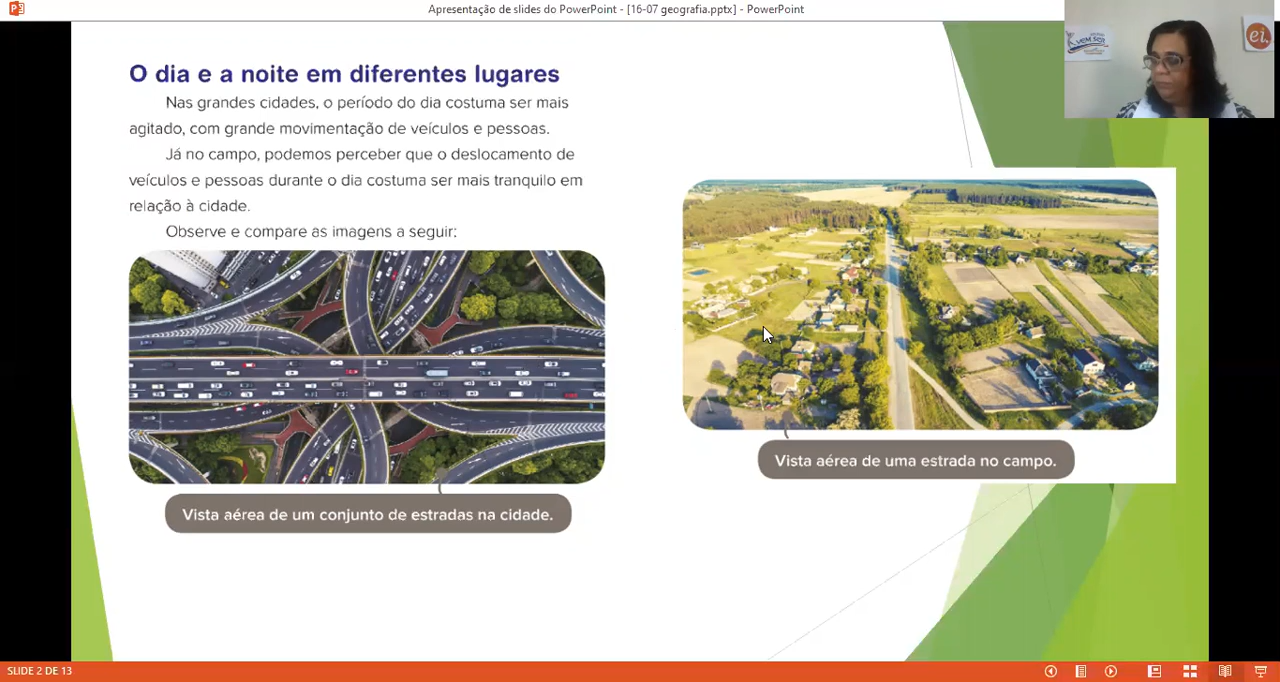 Apresentação de slides do PowerPoint - [16-07 geografia.pptx] - PowerPoint
VEM SER
ei.
O dia e a noite em diferentes lugares
Nas grandes cidades, o período do dia costuma ser mais
agitado, com grande movimentação de veículos e pessoas.
Já no campo, podemos perceber que o deslocamento de
veículos e pessoas durante o dia costuma ser mais tranquilo em
relação à cidade.
Observe e compare as imagens a seguir:
Vista aérea de um conjunto de estradas na cidade.
Vista aérea de uma estrada no campo.
SLIDE 2 DE 13